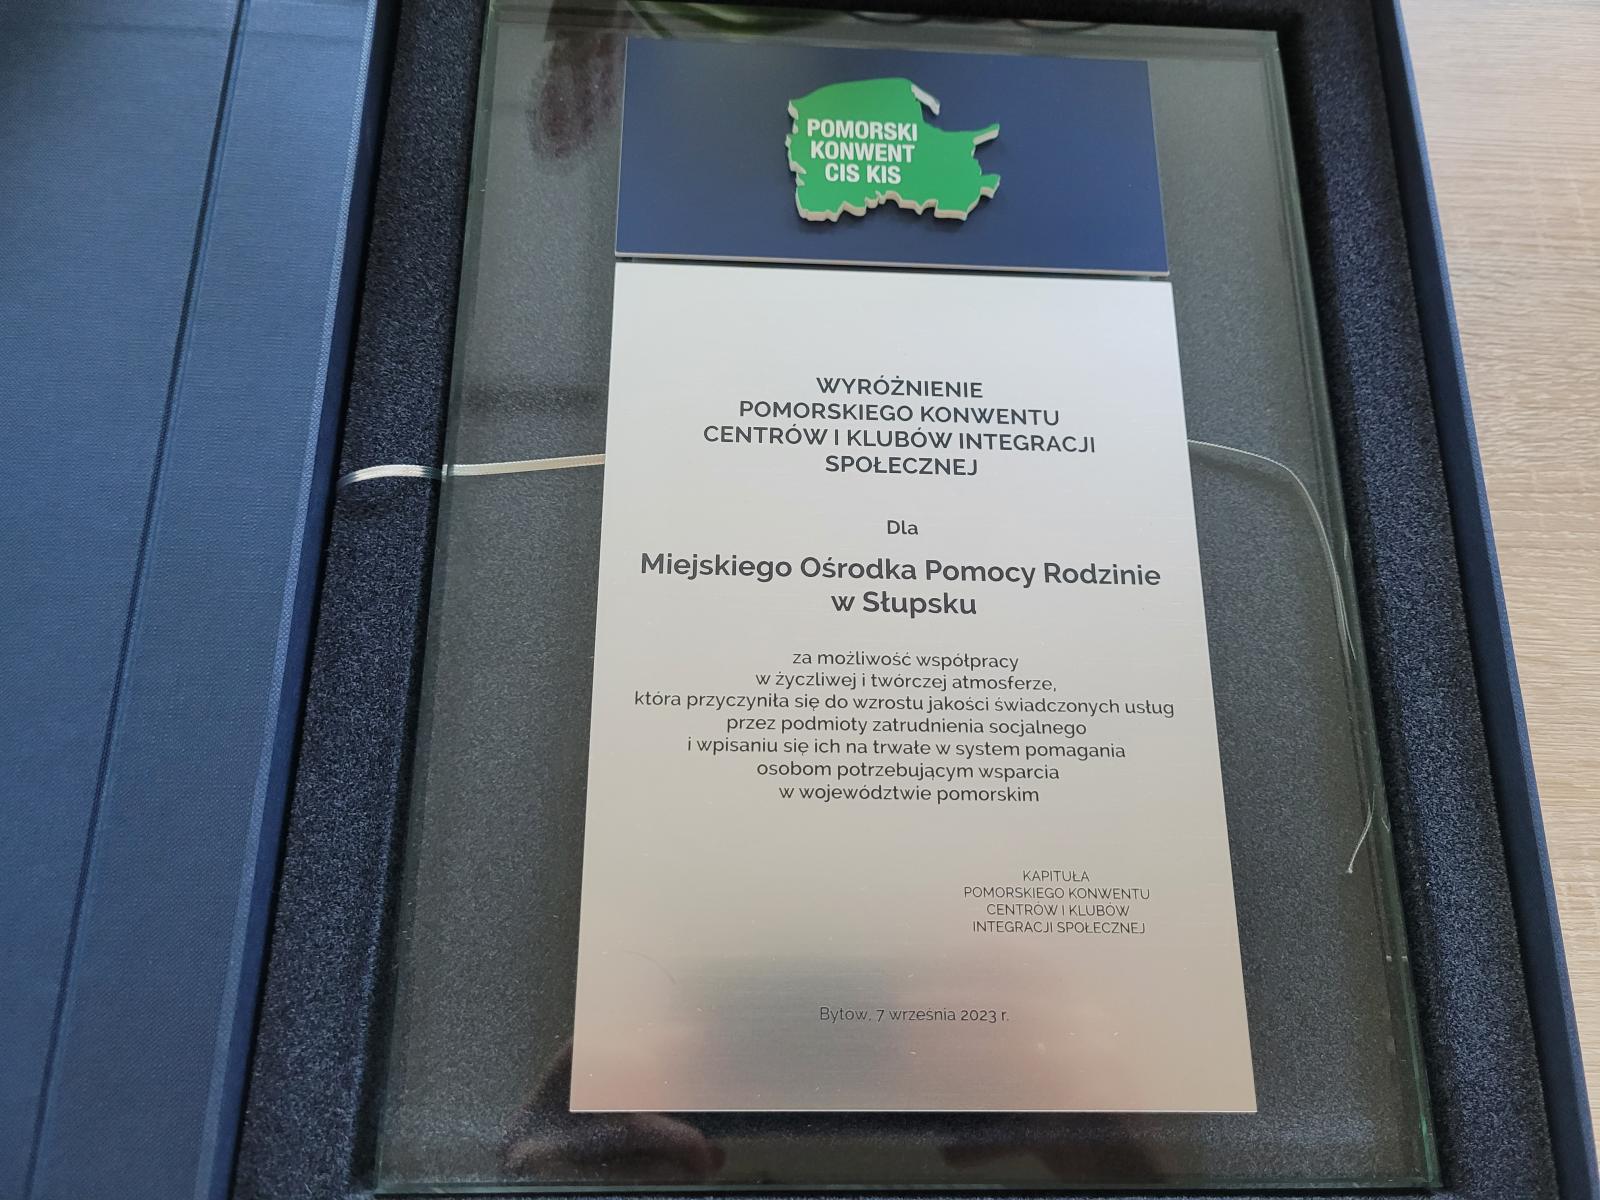 POMORSKI
KONWENT
CIS KIS
WYRÓŻNIENIE
POMORSKIEGO KONWENTU
CENTRÓW I KLUBÓW INTEGRACJI
SPOŁECZNEJ
Dla
Miejskiego Ośrodka Pomocy Rodzinie
w Słupsku
za możliwość współpracy
w życzliwej i twórczej atmosferze,
która przyczyniła się do wzrostu jakości świadczonych usług
przez podmioty zatrudnienia socjalnego
i wpisaniu się ich na trwałe w system pomagania
osobom potrzebującym wsparcia
w województwie pomorskim
KAPITUŁA
POMORSKIEGO KONWENTU
CENTRÓW I KLUBÓW
INTEGRACJI SPOŁECZNEJ
Bytow, 7 września 2023 r.